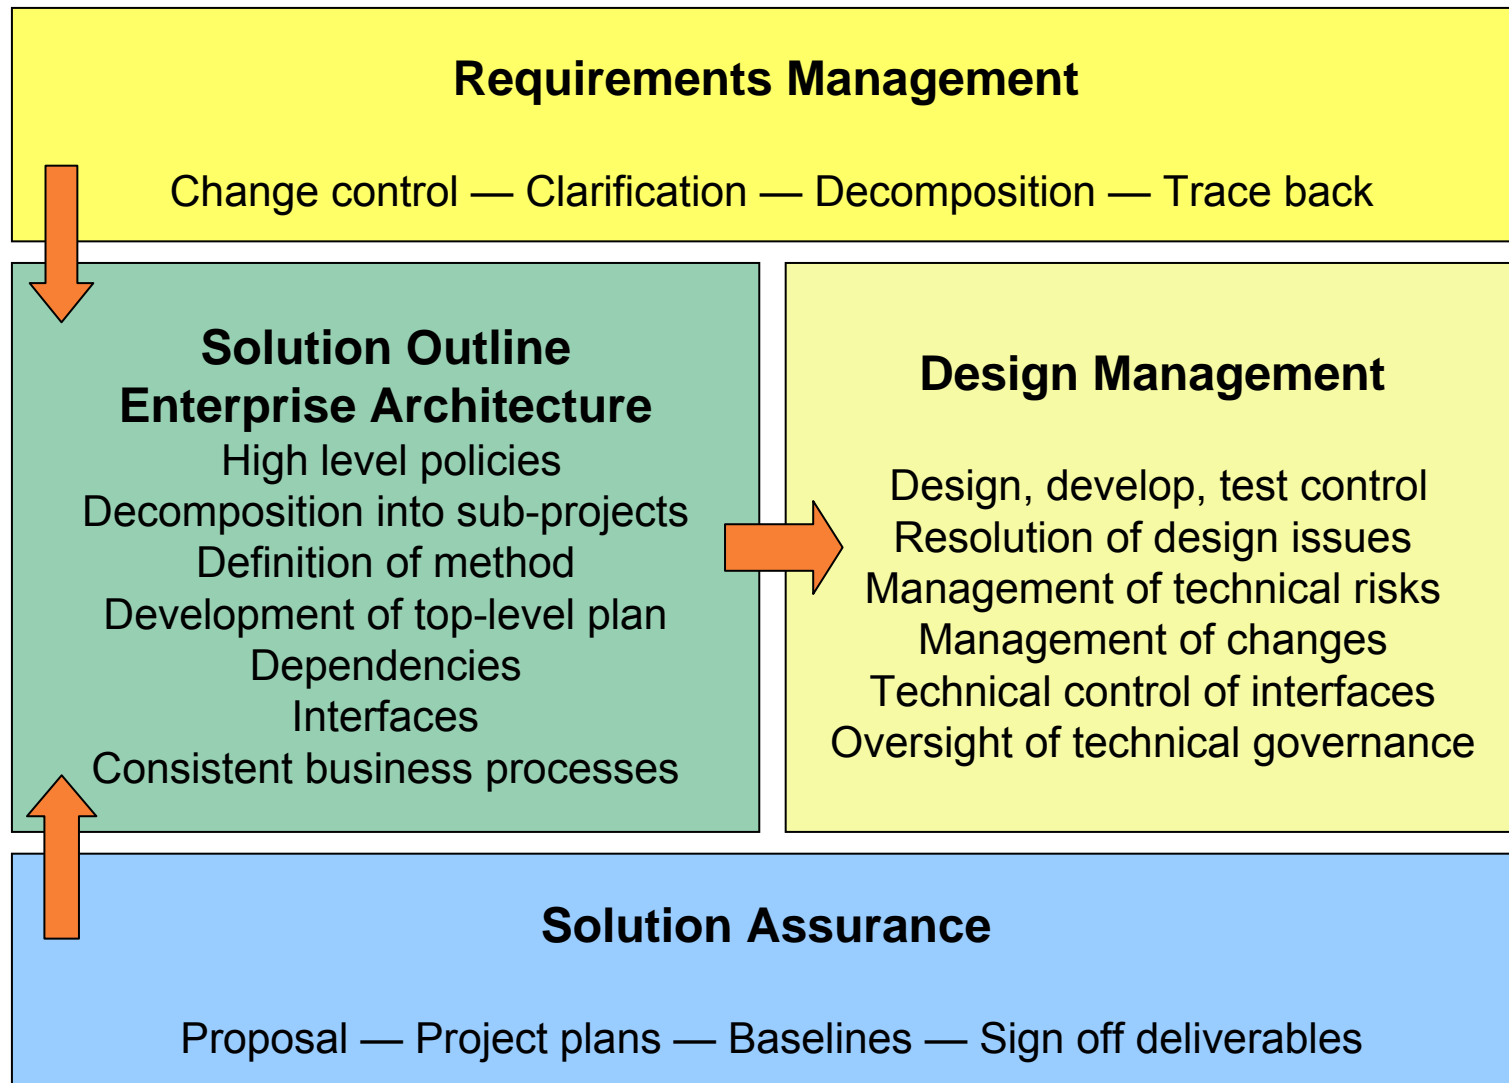 Requirements Management
Change control — Clarification — Decomposition — Trace back
Solution Outline
Enterprise Architecture
High level policies
Decomposition into sub-projects
Definition of method
Development of top-level plan
Dependencies
Interfaces
Consistent business processes
Design Management
Design, develop, test control
Resolution of design issues
Management of technical risks
Management of changes
Technical control of interfaces
Oversight of technical governance
Solution Assurance
Proposal — Project plans — Baselines — Sign off deliverables